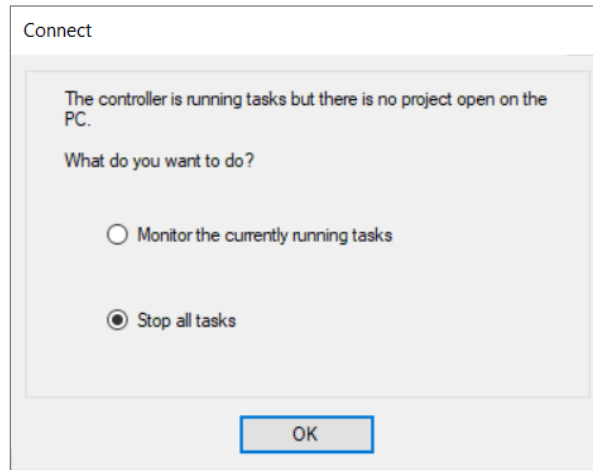 Connect
The controller is running tasks but there is no project open on the
PC.
What do you want to do?
Monitor the currently running tasks
Stop all tasks
OK